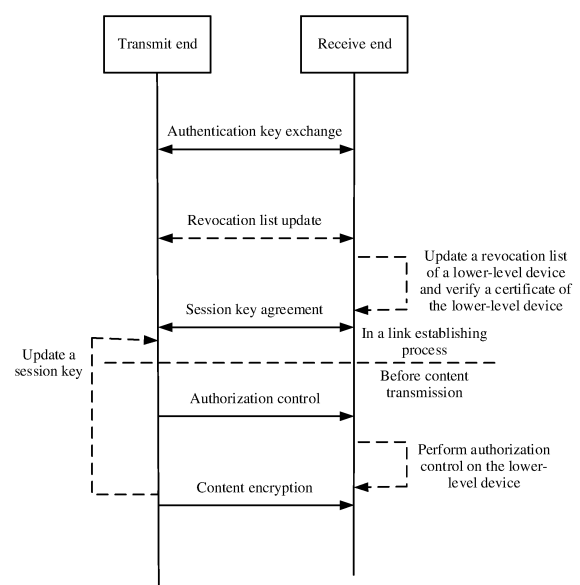 Transmit end
Receive end
Authentication key exchange
Revocation list update
Update a revocation list
of a lower-level device
and verify a certificate of
the lower-level device
Session key agreement
In a link establishing
process
Update a
session key
Before content
transmission
Authorization control
Perform authorization
control on the lower-
level device
Content encryption